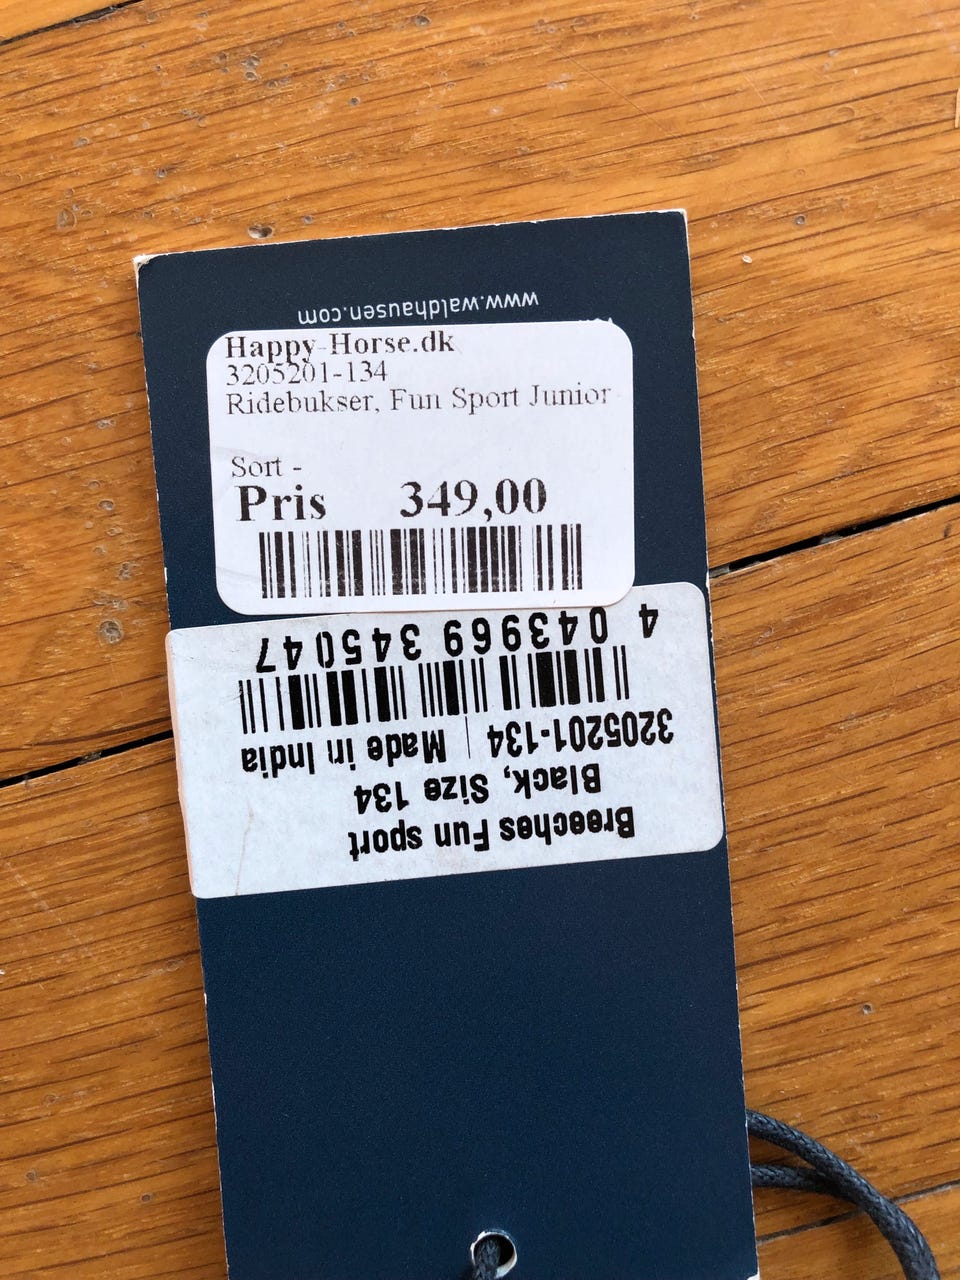 www.waldhausen.com
Happy-Horse.dk
3205201-134
Ridebukser, Fun Sport Junior
Sort -
Pris 349,00
Breeches Fun sport
Black, Size 134
3205201-134 | Made in India
4 043969 345047